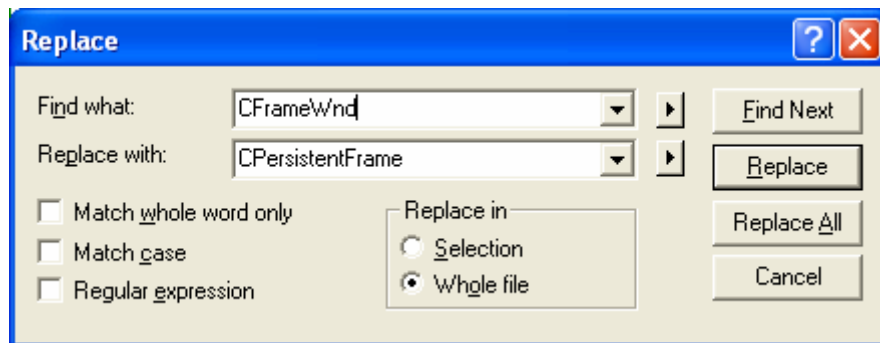 Replace
Find what: CFrameWnd Find Next
Replace with: CPersistentFrame Replace
Match whole word only Replace in Replace All
Match case Selection
Regular expression Whole file Cancel